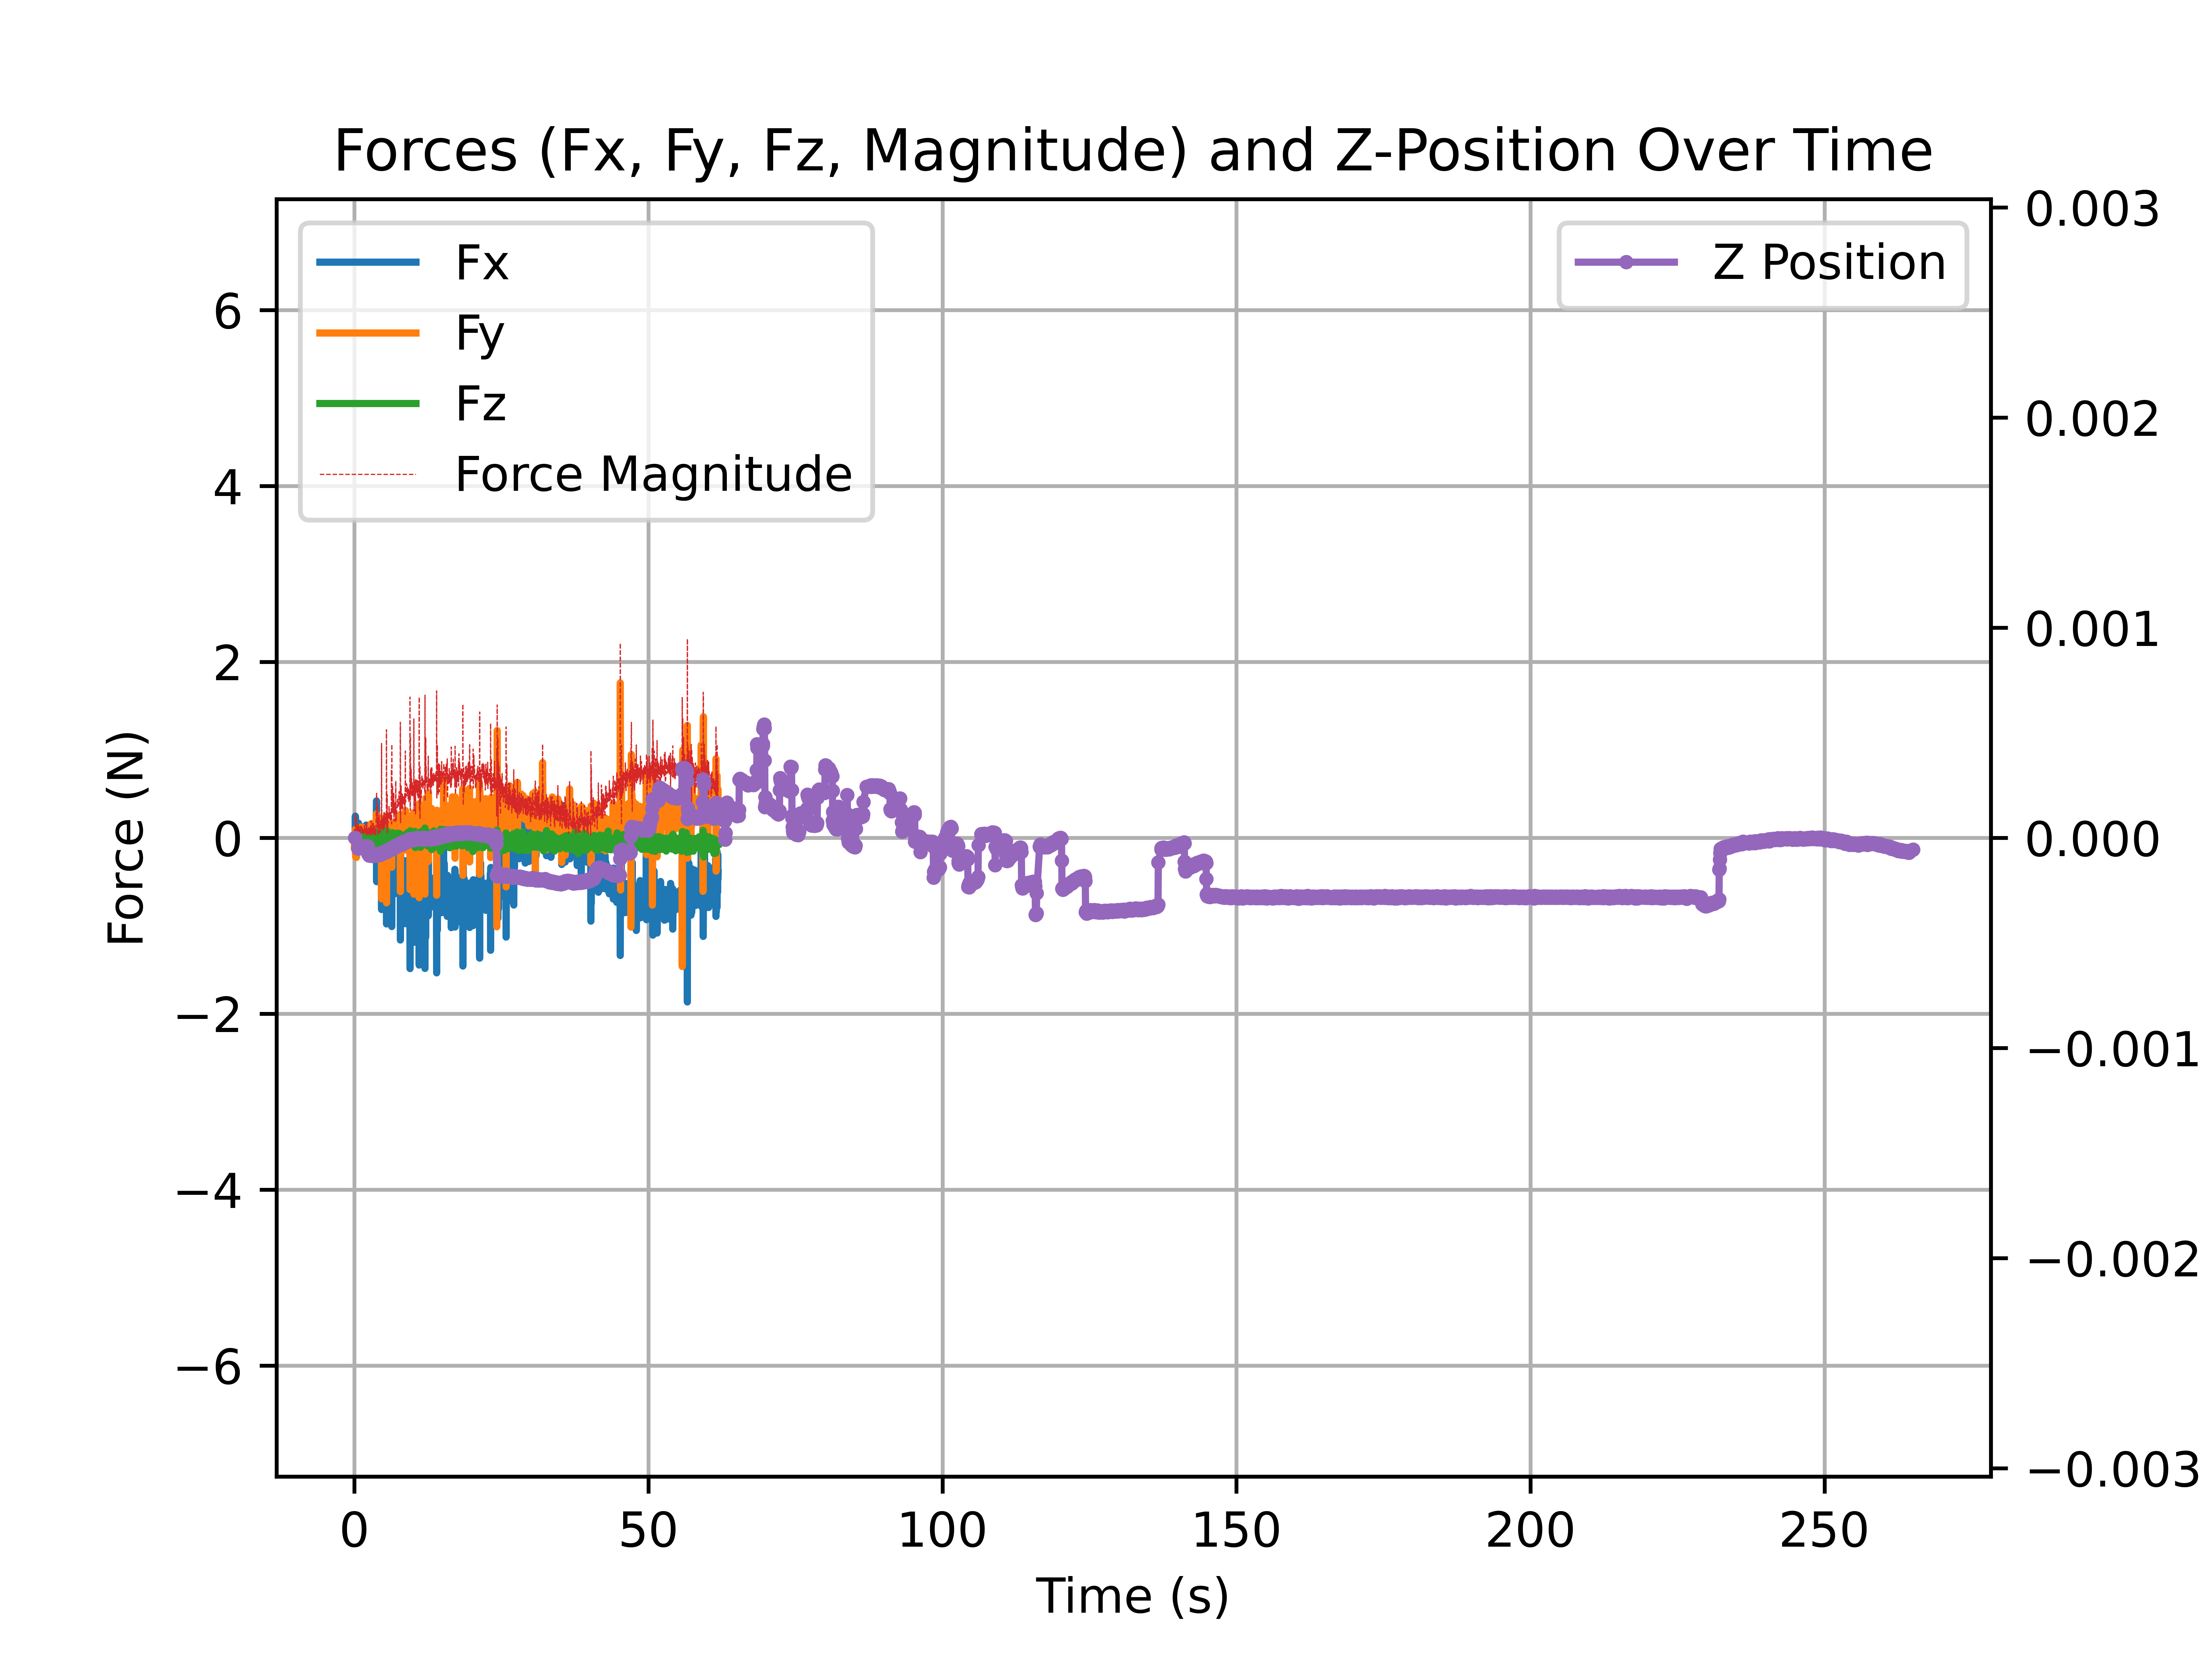 Forces (Fx, Fy, Fz, Magnitude) and Z-Position Over Time
Fx
Fy
Fz
Force Magnitude
Z Position
6
4
2
0
−2
−4
−6
Force (N)
0.003
0.002
0.001
0.000
−0.001
−0.002
−0.003
0 50 100 150 200 250
Time (s)